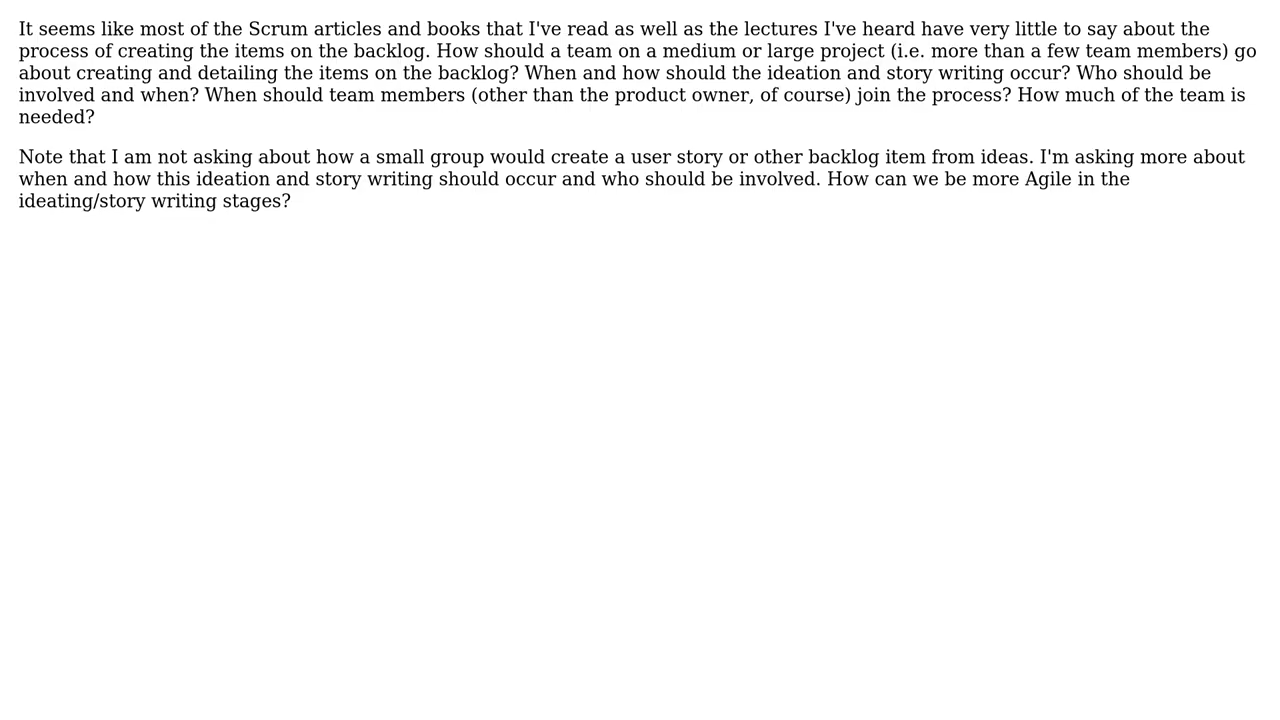 It seems like most of the Scrum articles and books that I've read as well as the lectures I've heard have very little to say about the
process of creating the items on the backlog. How should a team on a medium or large project (i.e. more than a few team members) go
about creating and detailing the items on the backlog? When and how should the ideation and story writing occur? Who should be
involved and when? When should team members (other than the product owner, of course) join the process? How much of the team is
needed?
Note that I am not asking about how a small group would create a user story or other backlog item from ideas. I'm asking more about
when and how this ideation and story writing should occur and who should be involved. How can we be more Agile in the
ideating/story writing stages?